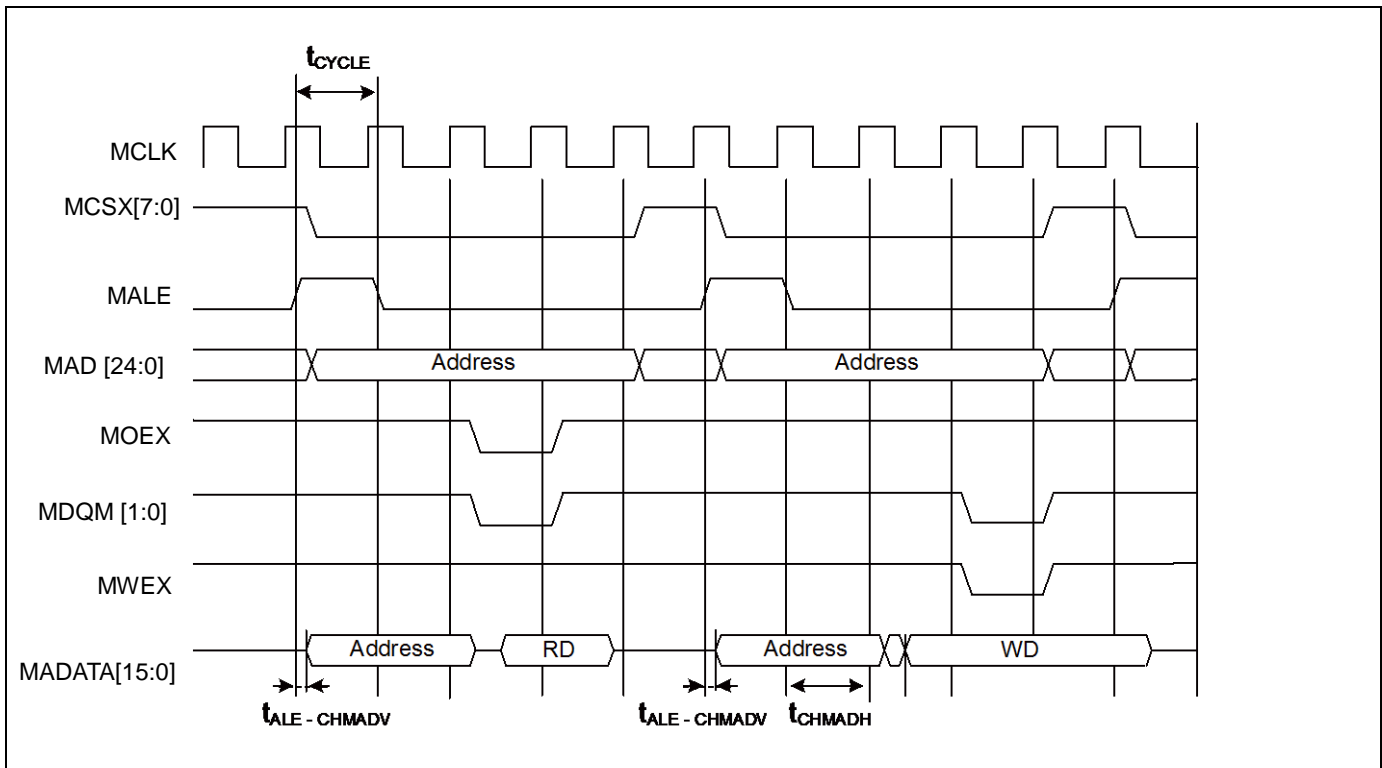 tCYCLE
MCLK
MCSX[7:0]
MALE
MAD [24:0]
Address
Address
MOEX
MDQM [1:0]
MWEX
MADATA[15:0]
Address
RD
Address
WD
tALE - CHMADV
tALE - CHMADV
tCHMADH